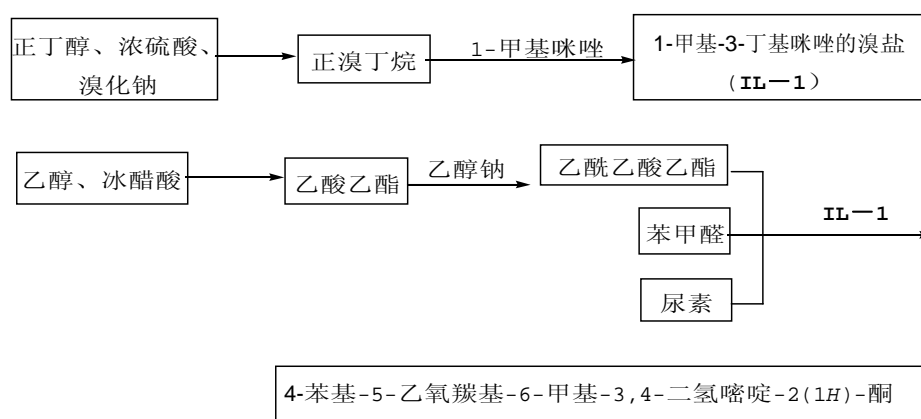 正丁醇、浓硫酸、
溴化钠
正溴丁烷
1-甲基咪唑
1-甲基-3-丁基咪唑的溴盐
（IL－1）
乙醇、冰醋酸
乙酸乙酯
乙醇钠
乙酰乙酸乙酯
苯甲醛
尿素
IL－1
4-苯基-5-乙氧羰基-6-甲基-3,4-二氢嘧啶-2(1H)-酮